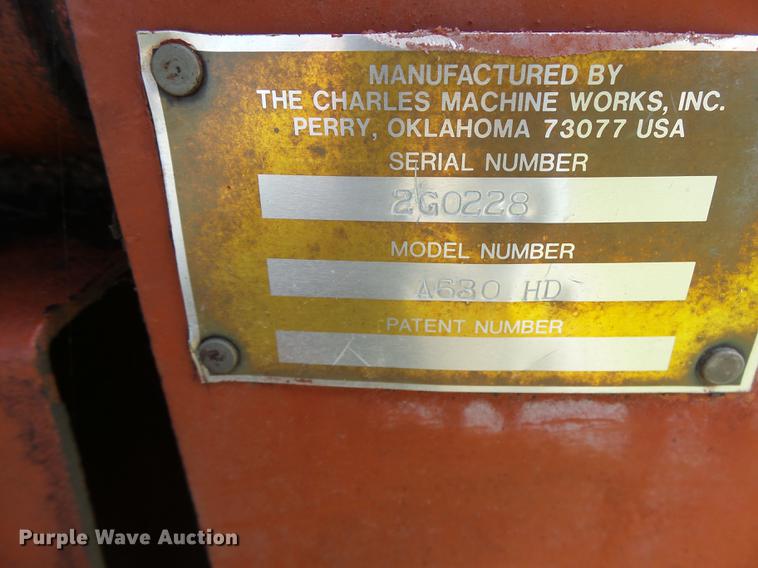 MANUFACTURED BY
THE CHARLES MACHINE WORKS, INC.
PERRY, OKLAHOMA 73077 USA
SERIAL NUMBER
2G0228
MODEL NUMBER
A530 HD
PATENT NUMBER
Purple Wave Auction